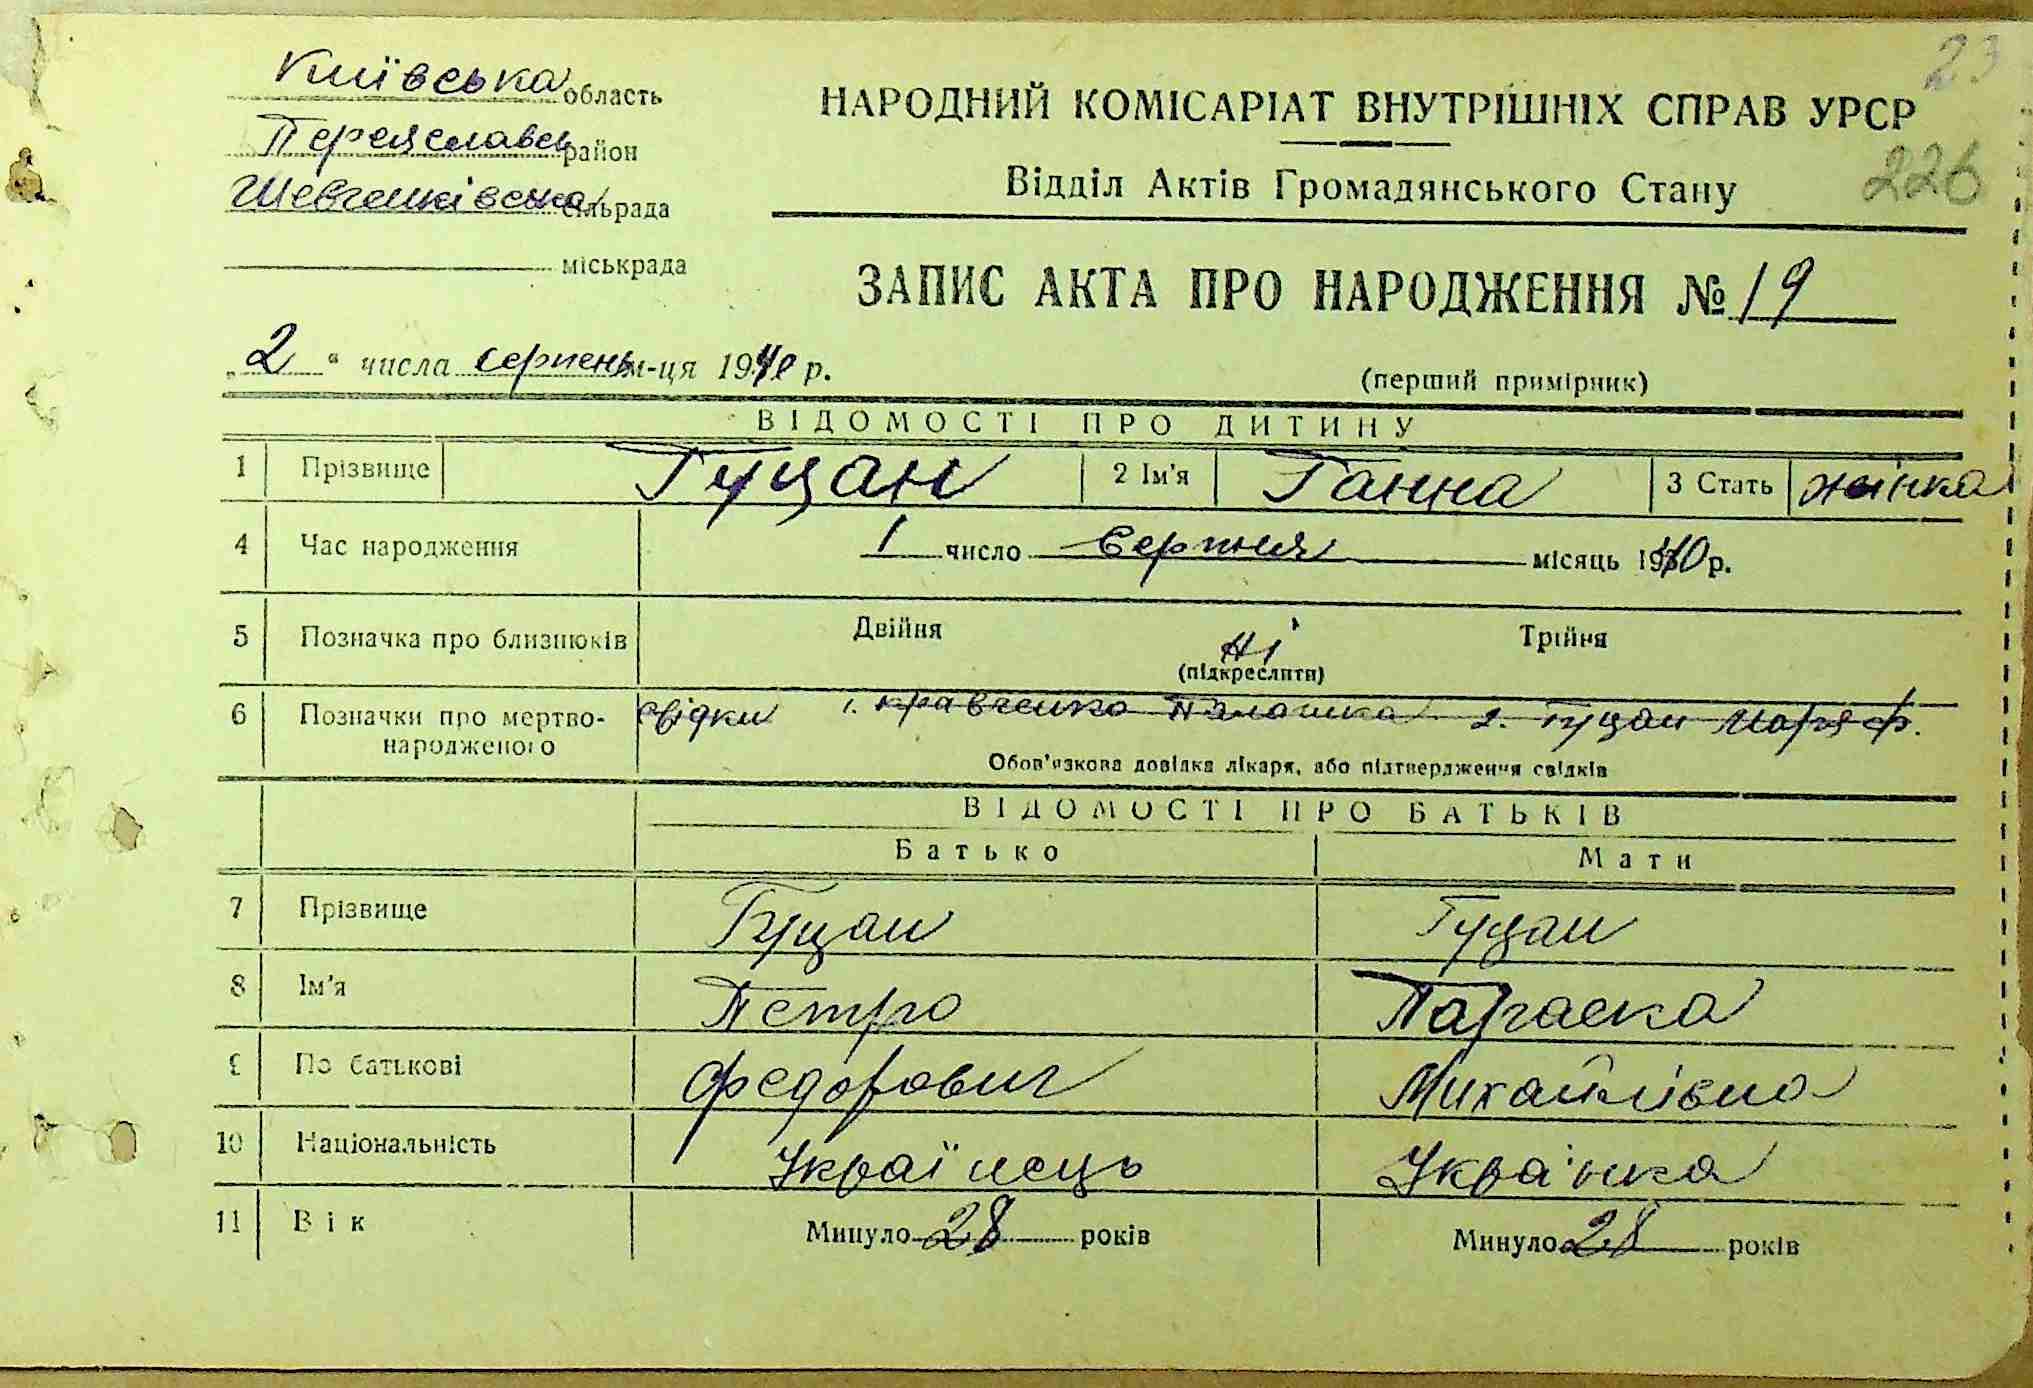 23
Київська область
НАРОДНИЙ КОМІСАРІАТ ВНУТРІШНІХ СПРАВ УРСР
Переяславськ район
226
Відділ Актів Громадянського Стану
Шевченківська сільрада
міськрада
ЗАПИС АКТА ПРО НАРОДЖЕННЯ № 19
„ 2 “ числа серпень м-ця 1940 р.
(перший примірник)
ВІДОМОСТІ ПРО ДИТИНУ
1 Прізвище Гуцан 2 Ім'я Ганна 3 Стать жінка
4 Час народження 1 число Серпня місяць 1940 р.
5 Позначка про близнюків Двійня Ні Трійня
(підкреслити)
6 Позначки про мертво- свідки 1. Кравченко Палашка 2. Гуцан Марія Ф.
народженого
Обов'язкова довідка лікаря, або підтвердження свідків
ВІДОМОСТІ ПРО БАТЬКІВ
Батько Мати
7 Прізвище Гуцан Гуцан
8 Ім'я Петро Параска
9 По батькові Федорович Михайлівна
10 Національність Українець Українка
11 Вік Минуло 28 років Минуло 28 років